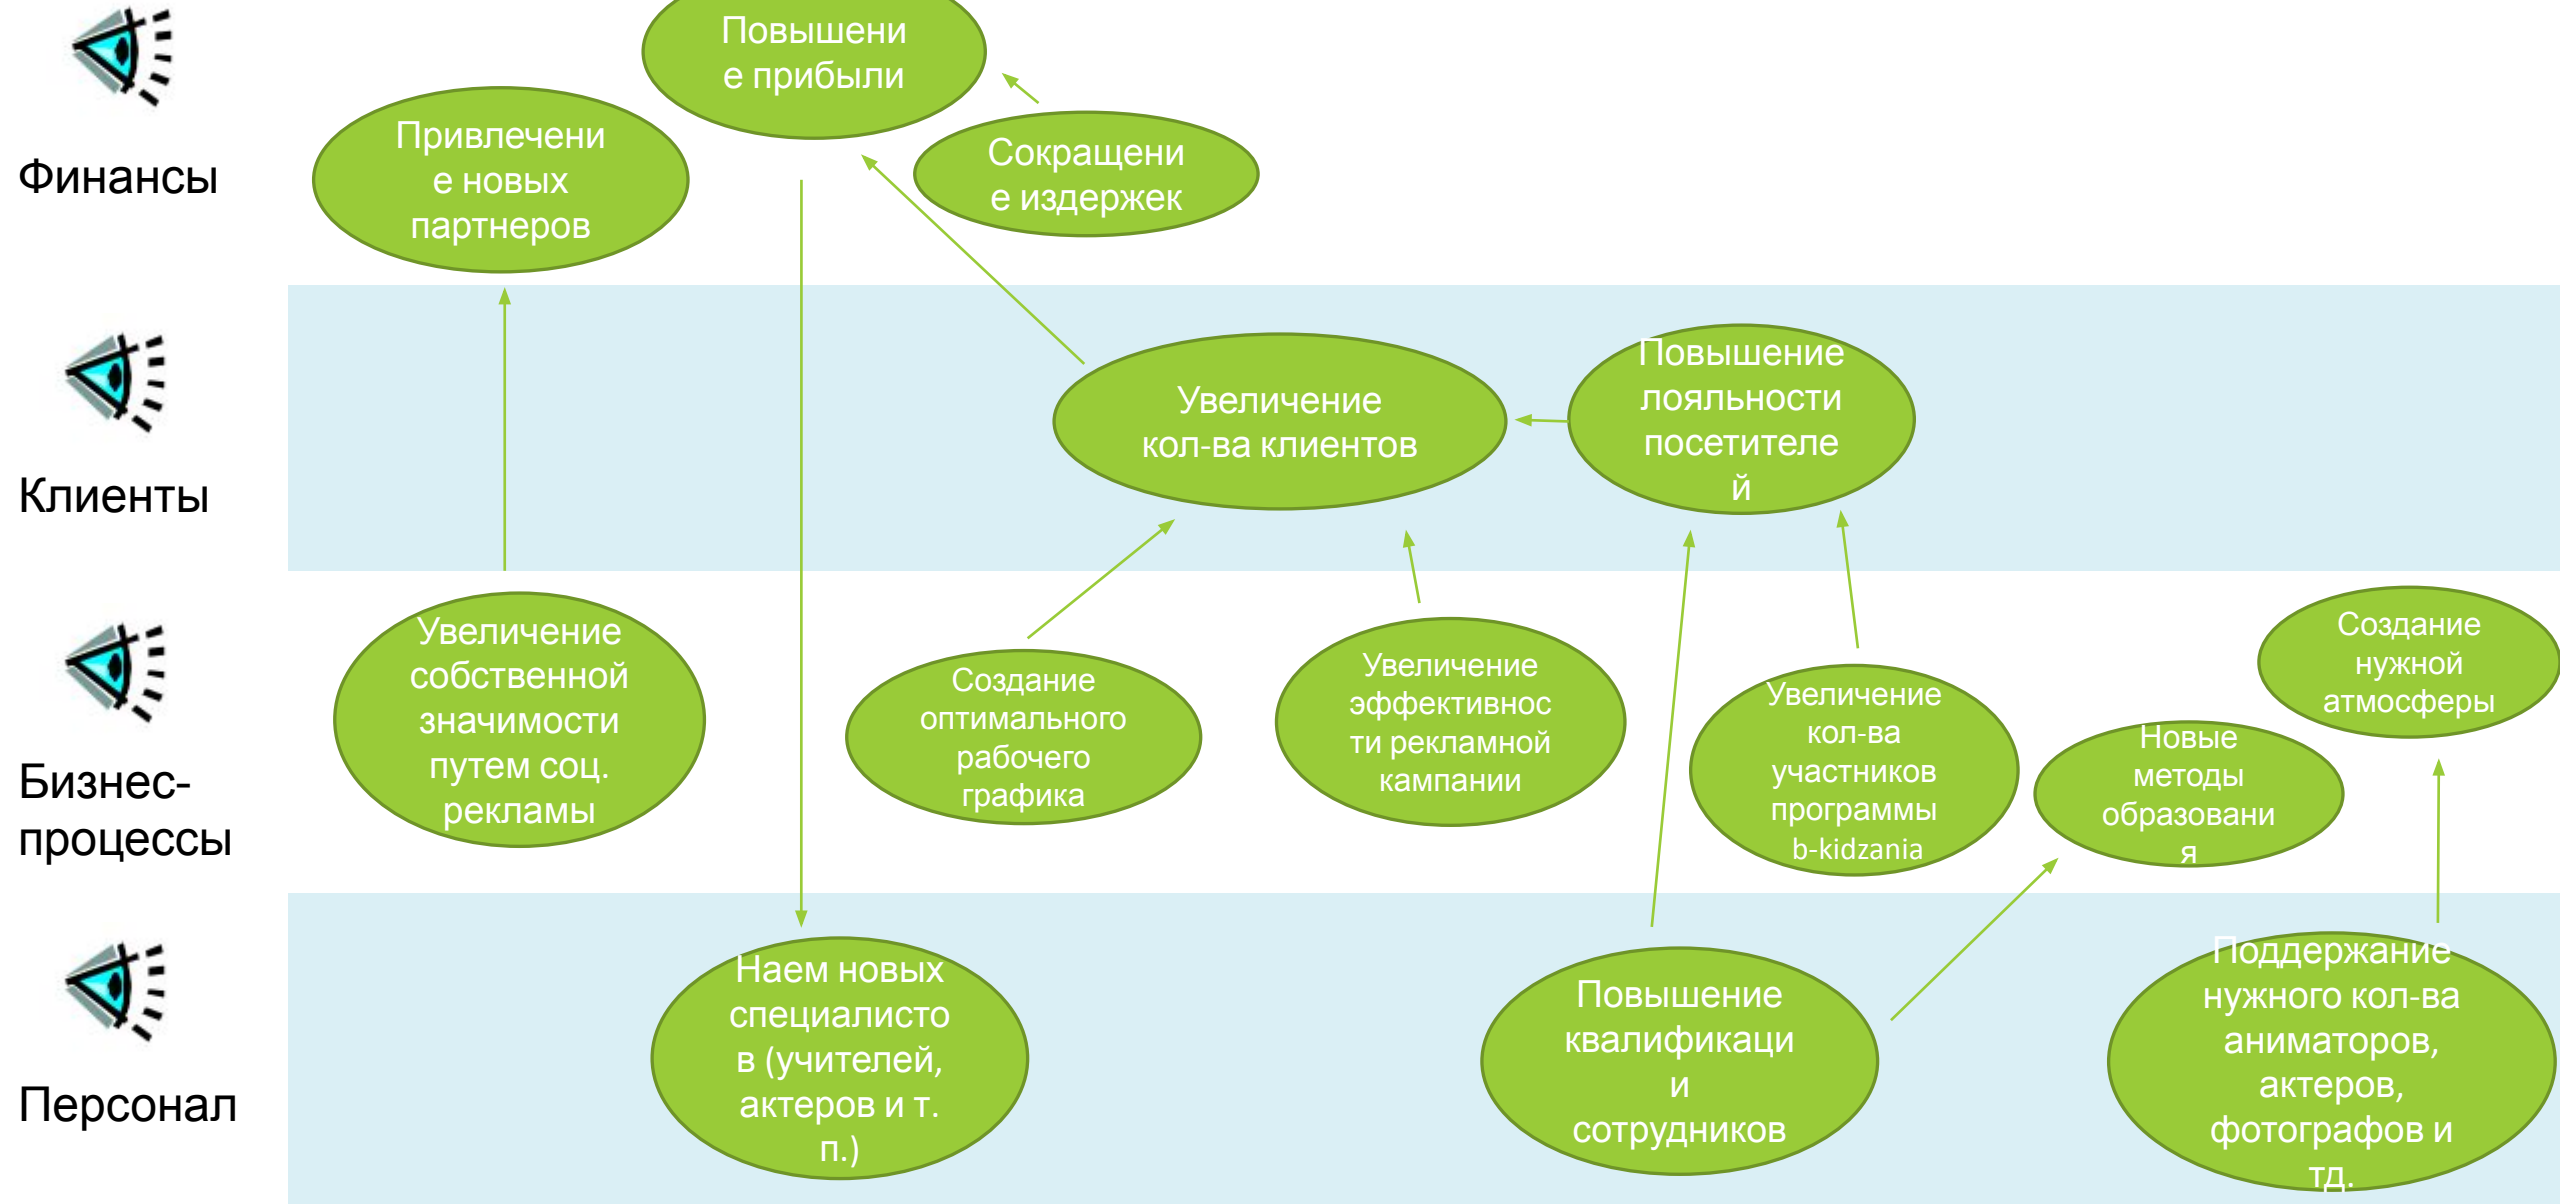 Повышени
е прибыли
Привлечени
е новых
партнеров
Сокращени
е издержек
Финансы
Увеличение
кол-ва клиентов
Повышение
лояльности
посетителе
й
Клиенты
Увеличение
собственной
значимости
путем соц.
рекламы
Создание
оптимального
рабочего
графика
Увеличение
эффективнос
ти рекламной
кампании
Увеличение
кол-ва
участников
программы
b-kidzania
Новые
методы
образовани
я
Создание
нужной
атмосферы
Бизнес-
процессы
Наем новых
специалисто
в (учителей,
актеров и т.
п.)
Повышение
квалификаци
и
сотрудников
Поддержание
нужного кол-ва
аниматоров,
актеров,
фотографов и
тд.
Персонал